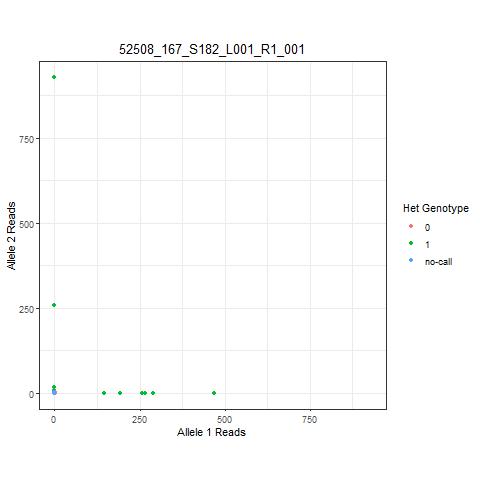 52508_167_S182_L001_R1_001
Allele 2 Reads
750
500
250
0
0 250 500 750
Allele 1 Reads
Het Genotype
0
1
no-call